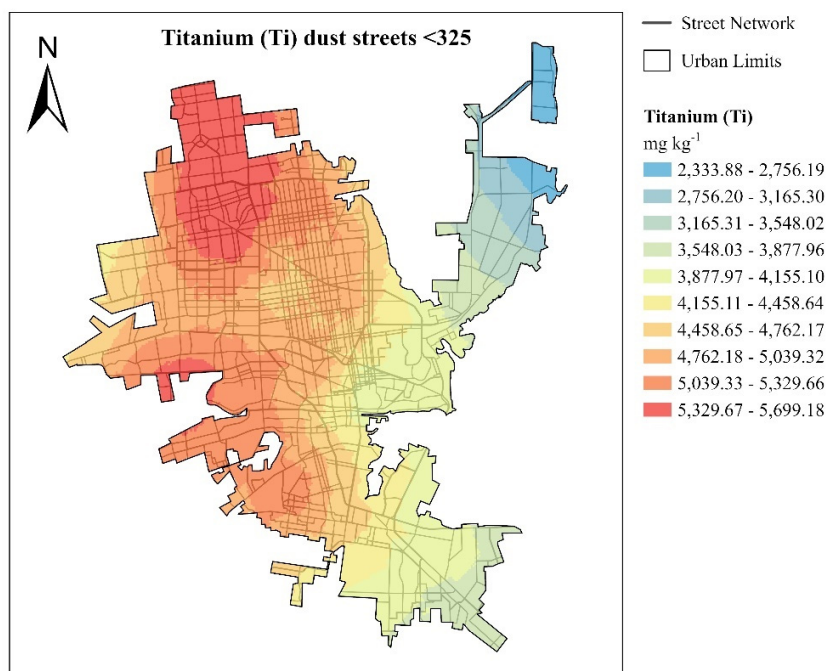 Titanium (Ti) dust streets <325
N
Street Network
Urban Limits
Titanium (Ti)
mg kg⁻¹
2,333.88 - 2,756.19
2,756.20 - 3,165.30
3,165.31 - 3,548.02
3,548.03 - 3,877.96
3,877.97 - 4,155.10
4,155.11 - 4,458.64
4,458.65 - 4,762.17
4,762.18 - 5,039.32
5,039.33 - 5,329.66
5,329.67 - 5,699.18